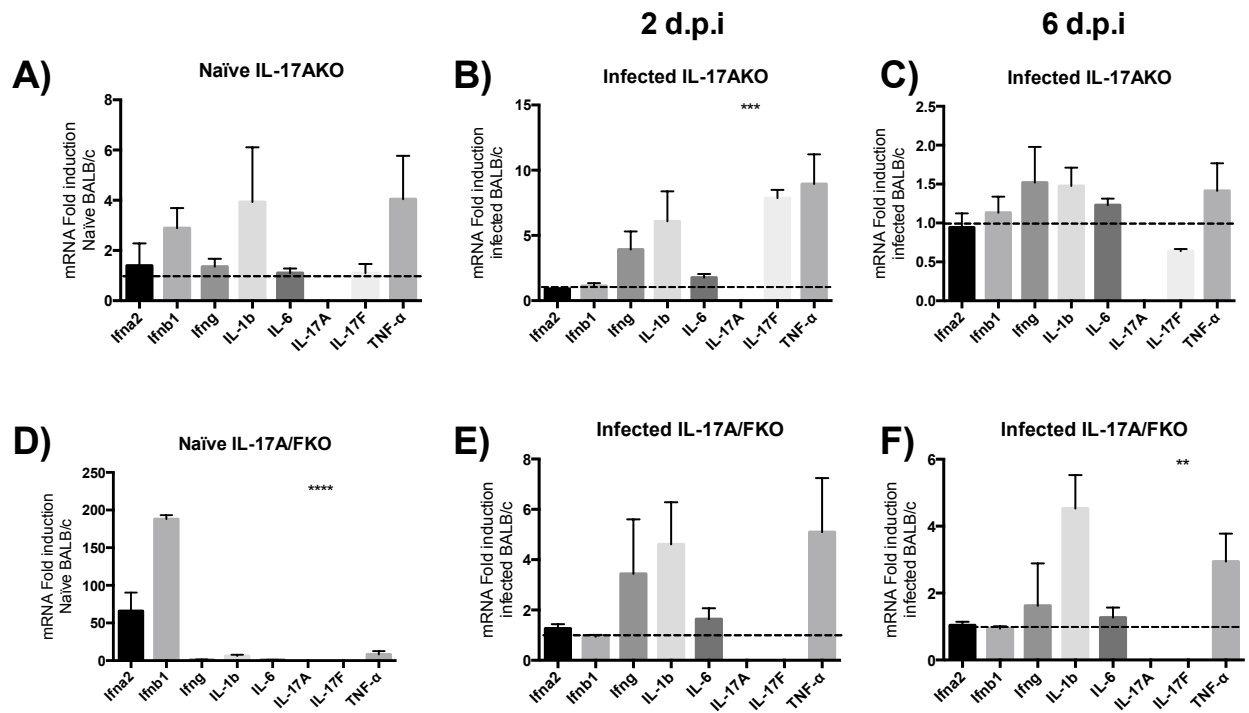 2 d.p.i
6 d.p.i
A)
Naïve IL-17AKO
mRNA Fold induction
Naïve BALB/c
8
6
4
2
0
Ifna2
Ifnb1
Ifng
IL-1b
IL-6
IL-17A
IL-17F
TNF-α
B)
Infected IL-17AKO
***
mRNA Fold induction
infected BALB/c
15
10
5
0
Ifna2
Ifnb1
Ifng
IL-1b
IL-6
IL-17A
IL-17F
TNF-α
C)
Infected IL-17AKO
mRNA Fold induction
infected BALB/c
2.5
2.0
1.5
1.0
0.5
0.0
Ifna2
Ifnb1
Ifng
IL-1b
IL-6
IL-17A
IL-17F
TNF-α
D)
Naïve IL-17A/FKO
****
mRNA Fold induction
Naïve BALB/c
250
200
150
100
50
0
Ifna2
Ifnb1
Ifng
IL-1b
IL-6
IL-17A
IL-17F
TNF-α
E)
Infected IL-17A/FKO
mRNA Fold induction
infected BALB/c
8
6
4
2
0
Ifna2
Ifnb1
Ifng
IL-1b
IL-6
IL-17A
IL-17F
TNF-α
F)
Infected IL-17A/FKO
**
mRNA Fold induction
infected BALB/c
6
4
2
0
Ifna2
Ifnb1
Ifng
IL-1b
IL-6
IL-17A
IL-17F
TNF-α